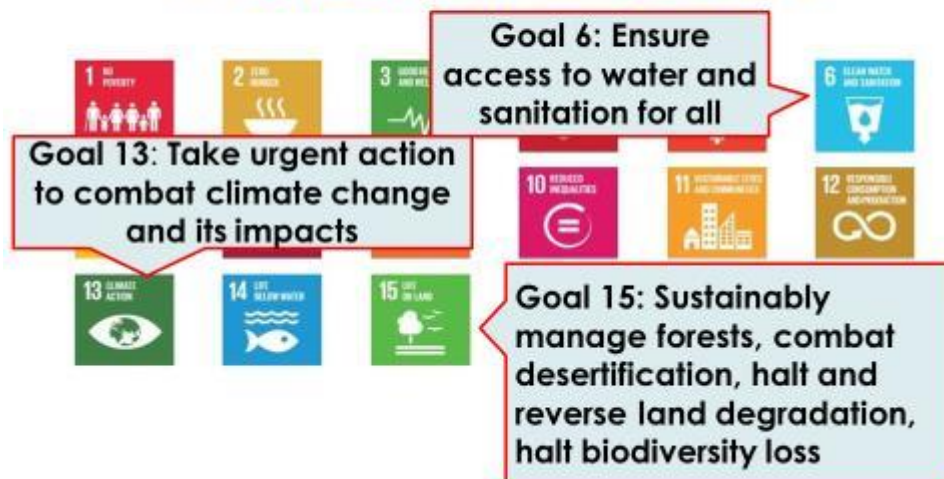 Goal 6: Ensure
access to water and
sanitation for all
1 NO
POVERTY
2 ZERO
HUNGER
3
6 CLEAN WATER
AND SANITATION
Goal 13: Take urgent action
to combat climate change
and its impacts
10 REDUCED
INEQUALITIES
11 SUSTAINABLE CITIES
AND COMMUNITIES
12 RESPONSIBLE
CONSUMPTION
AND PRODUCTION
13 CLIMATE
ACTION
14 LIFE
BELOW WATER
15 LIFE
ON LAND
Goal 15: Sustainably
manage forests, combat
desertification, halt and
reverse land degradation,
halt biodiversity loss